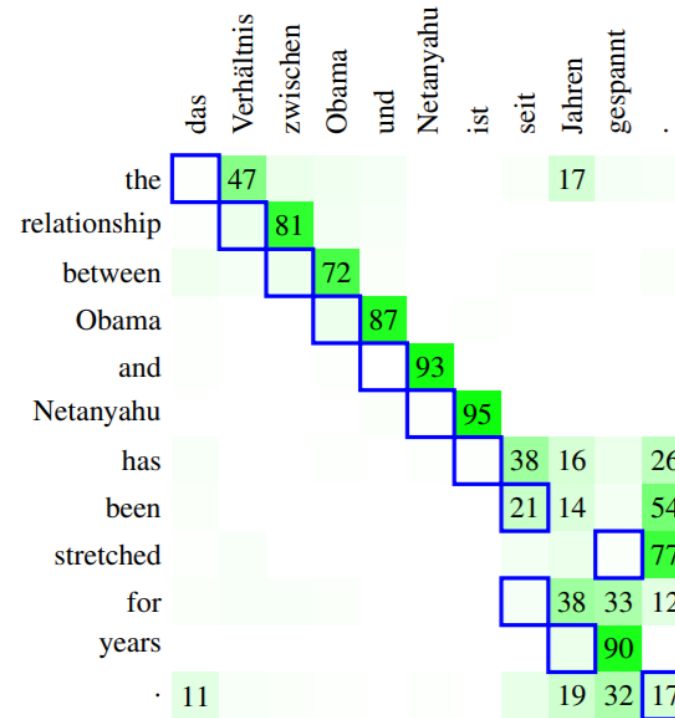 das Verhältnis zwischen Obama und Netanyahu ist seit Jahren gespannt .
the 47 17
relationship 81
between 72
Obama 87
and 93
Netanyahu 95
has 38 16 26
been 21 14 54
stretched 77
for 38 33 12
years 90
. 11 19 32 17